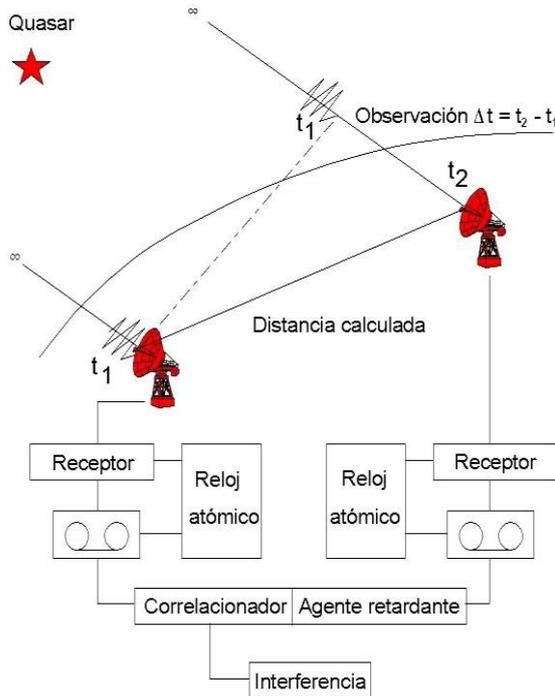 Quasar
∞
t1
Observación Δt = t2 - t1
t2
∞
Distancia calculada
t1
Receptor
Reloj
atómico
Reloj
atómico
Receptor
Correlacionador
Agente retardante
Interferencia